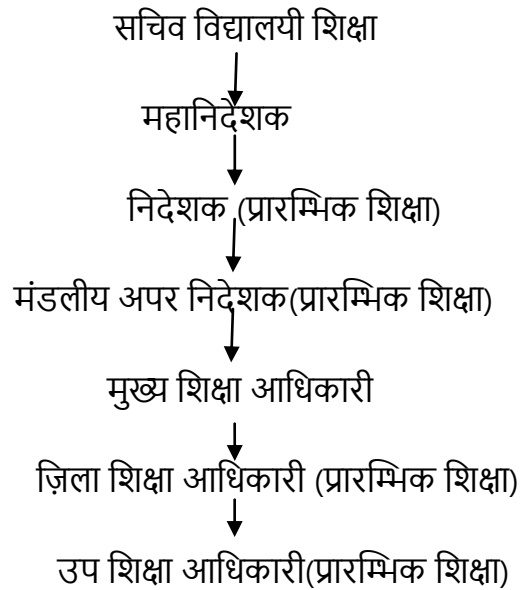 सचिव विद्यालयी शिक्षा
महानिदेशक
निदेशक (प्रारम्भिक शिक्षा)
मंडलीय अपर निदेशक(प्रारम्भिक शिक्षा)
मुख्य शिक्षा आधिकारी
ज़िला शिक्षा आधिकारी (प्रारम्भिक शिक्षा)
उप शिक्षा आधिकारी(प्रारम्भिक शिक्षा)